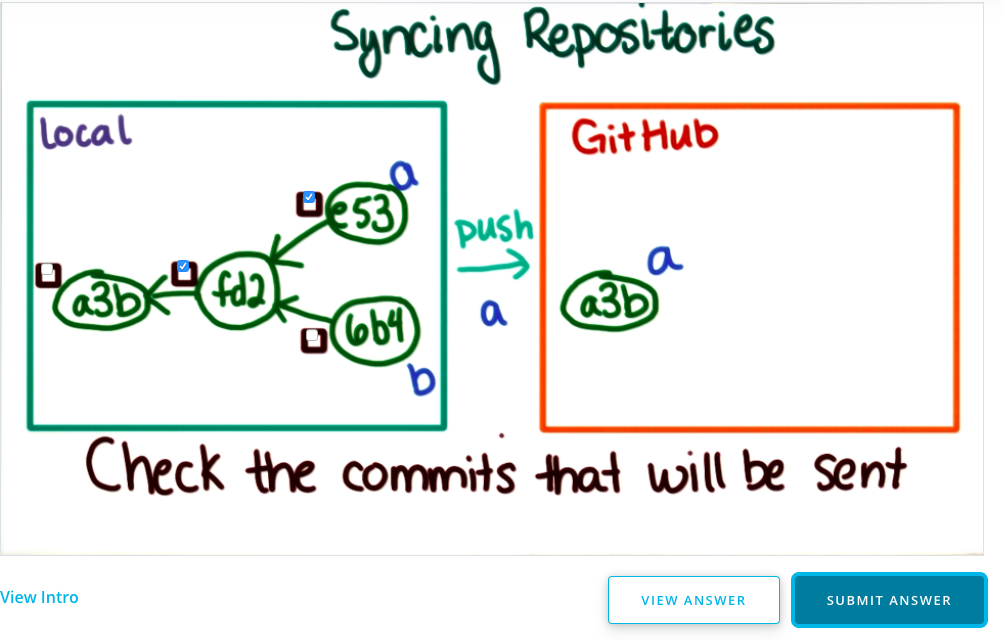 Syncing Repositories
local
GitHub
a
e53
push
a3b
fd2
a
a
a3b
6b4
b
Check the commits that will be sent
View Intro
VIEW ANSWER
SUBMIT ANSWER